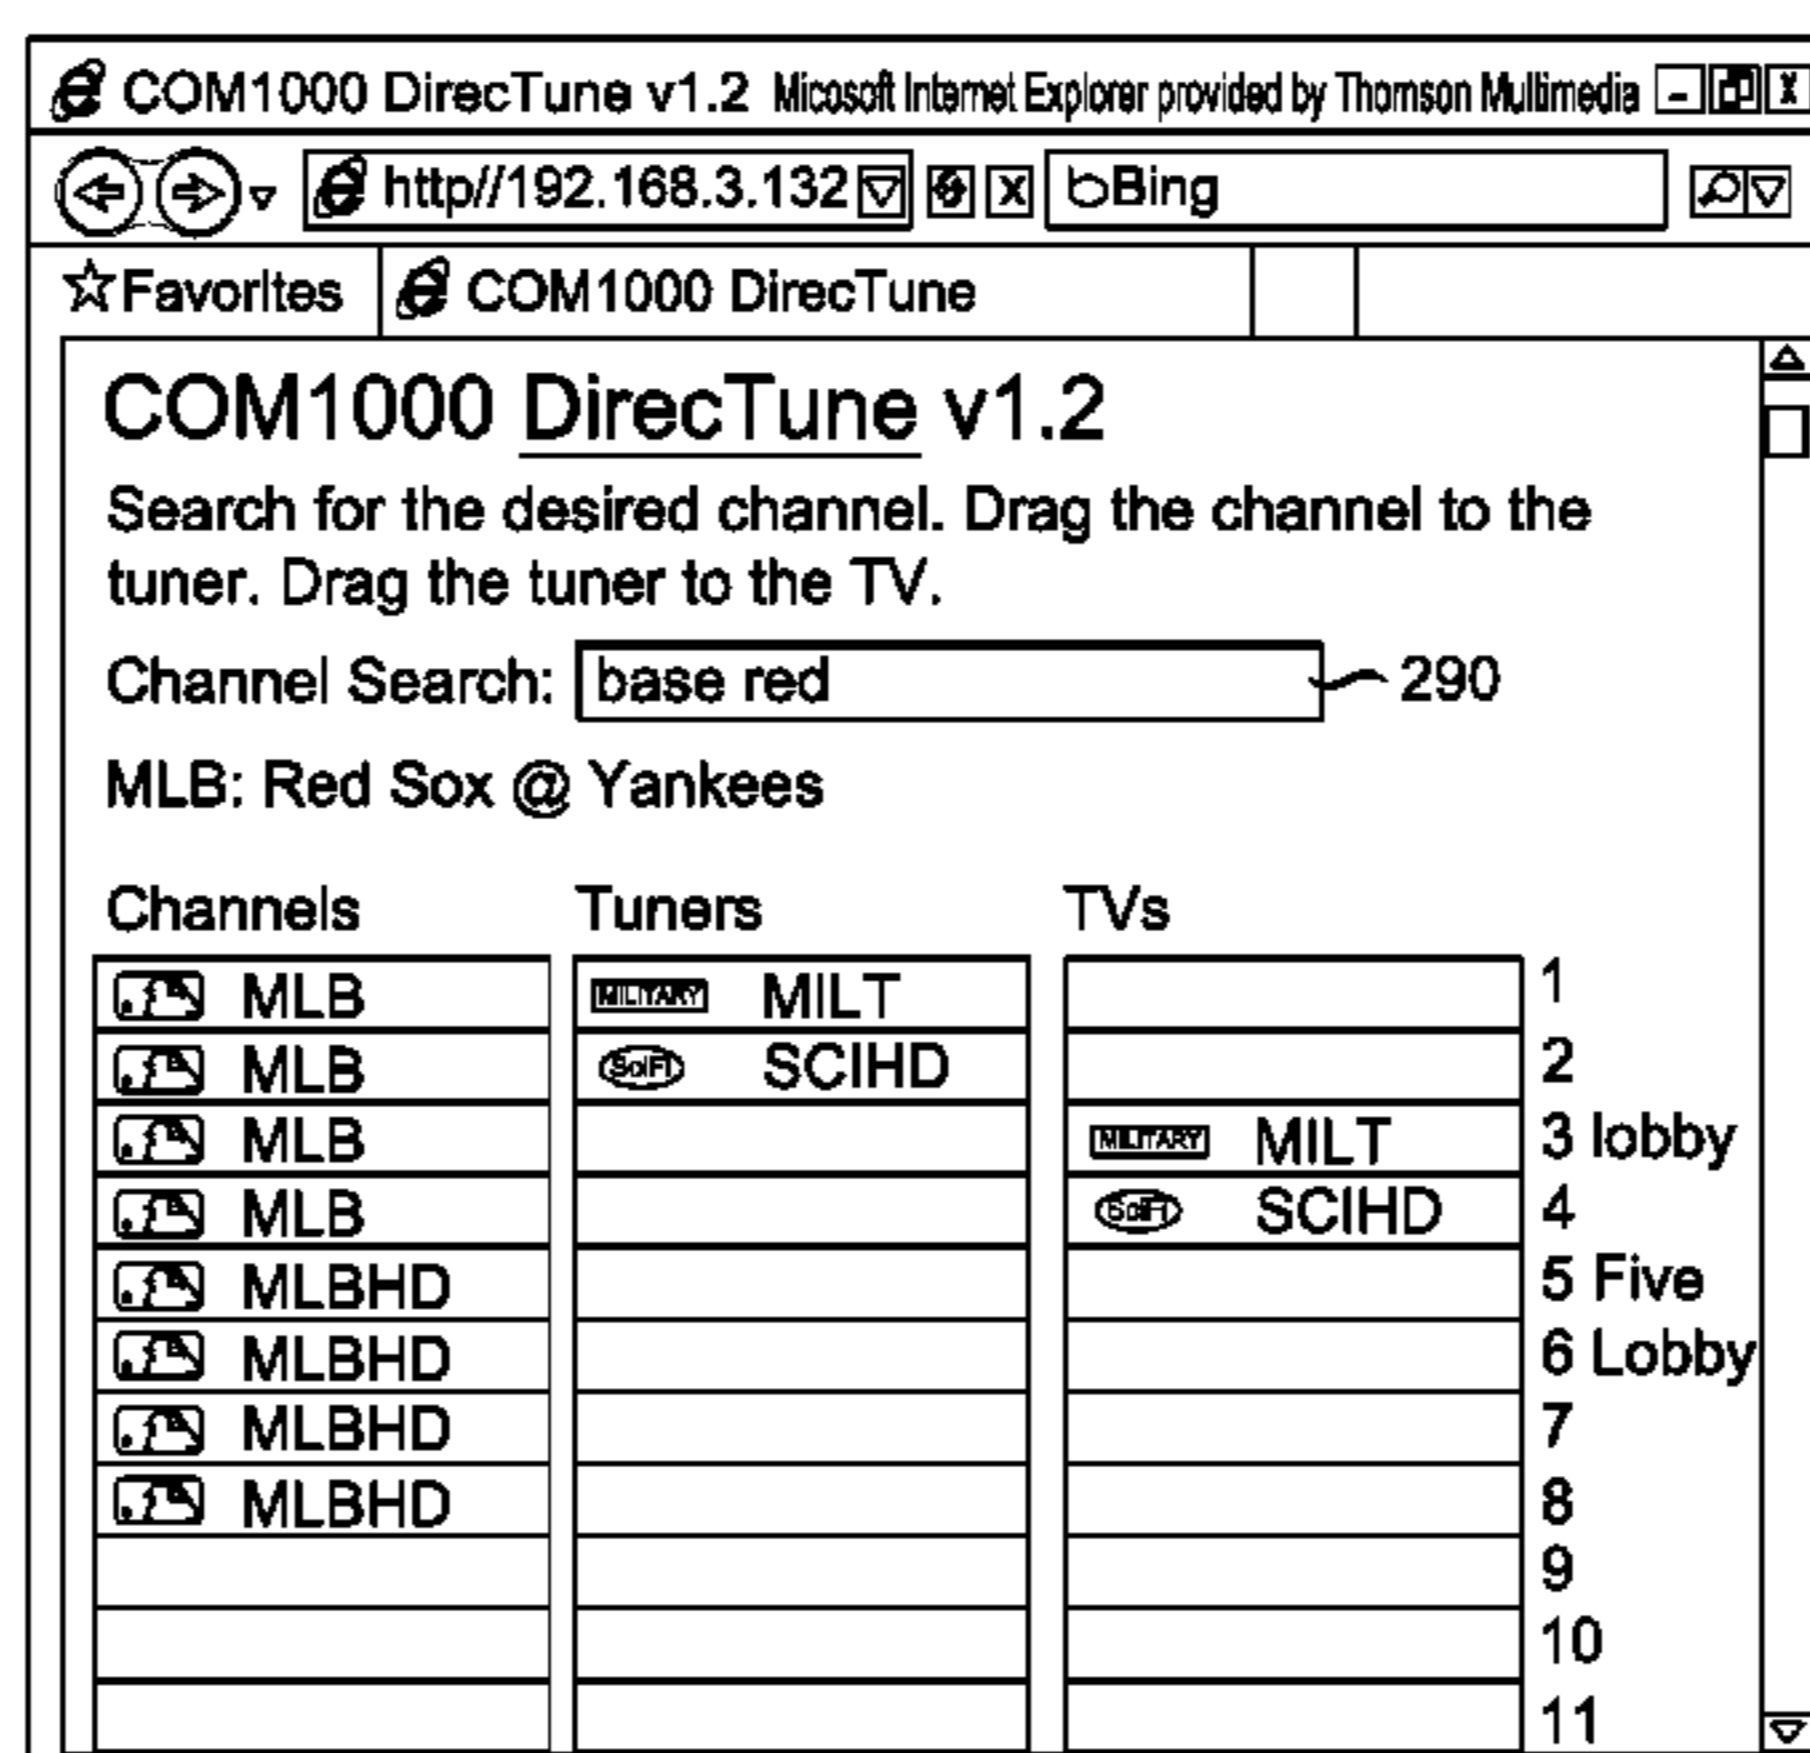 COM1000 DirecTune v1.2 Micosoft Internet Explorer provided by Thomson Multimedia - X
http//192.168.3.132 X bBing
Favorites COM1000 DirecTune
COM1000 DirecTune v1.2
Search for the desired channel. Drag the channel to the
tuner. Drag the tuner to the TV.
Channel Search: base red 290
MLB: Red Sox @ Yankees
Channels Tuners TVs
MLB MILITARY MILT 1
MLB SciFi SCIHD 2
MLB MILITARY MILT 3 lobby
MLB SciFi SCIHD 4
MLBHD 5 Five
MLBHD 6 Lobby
MLBHD 7
MLBHD 8
9
10
11